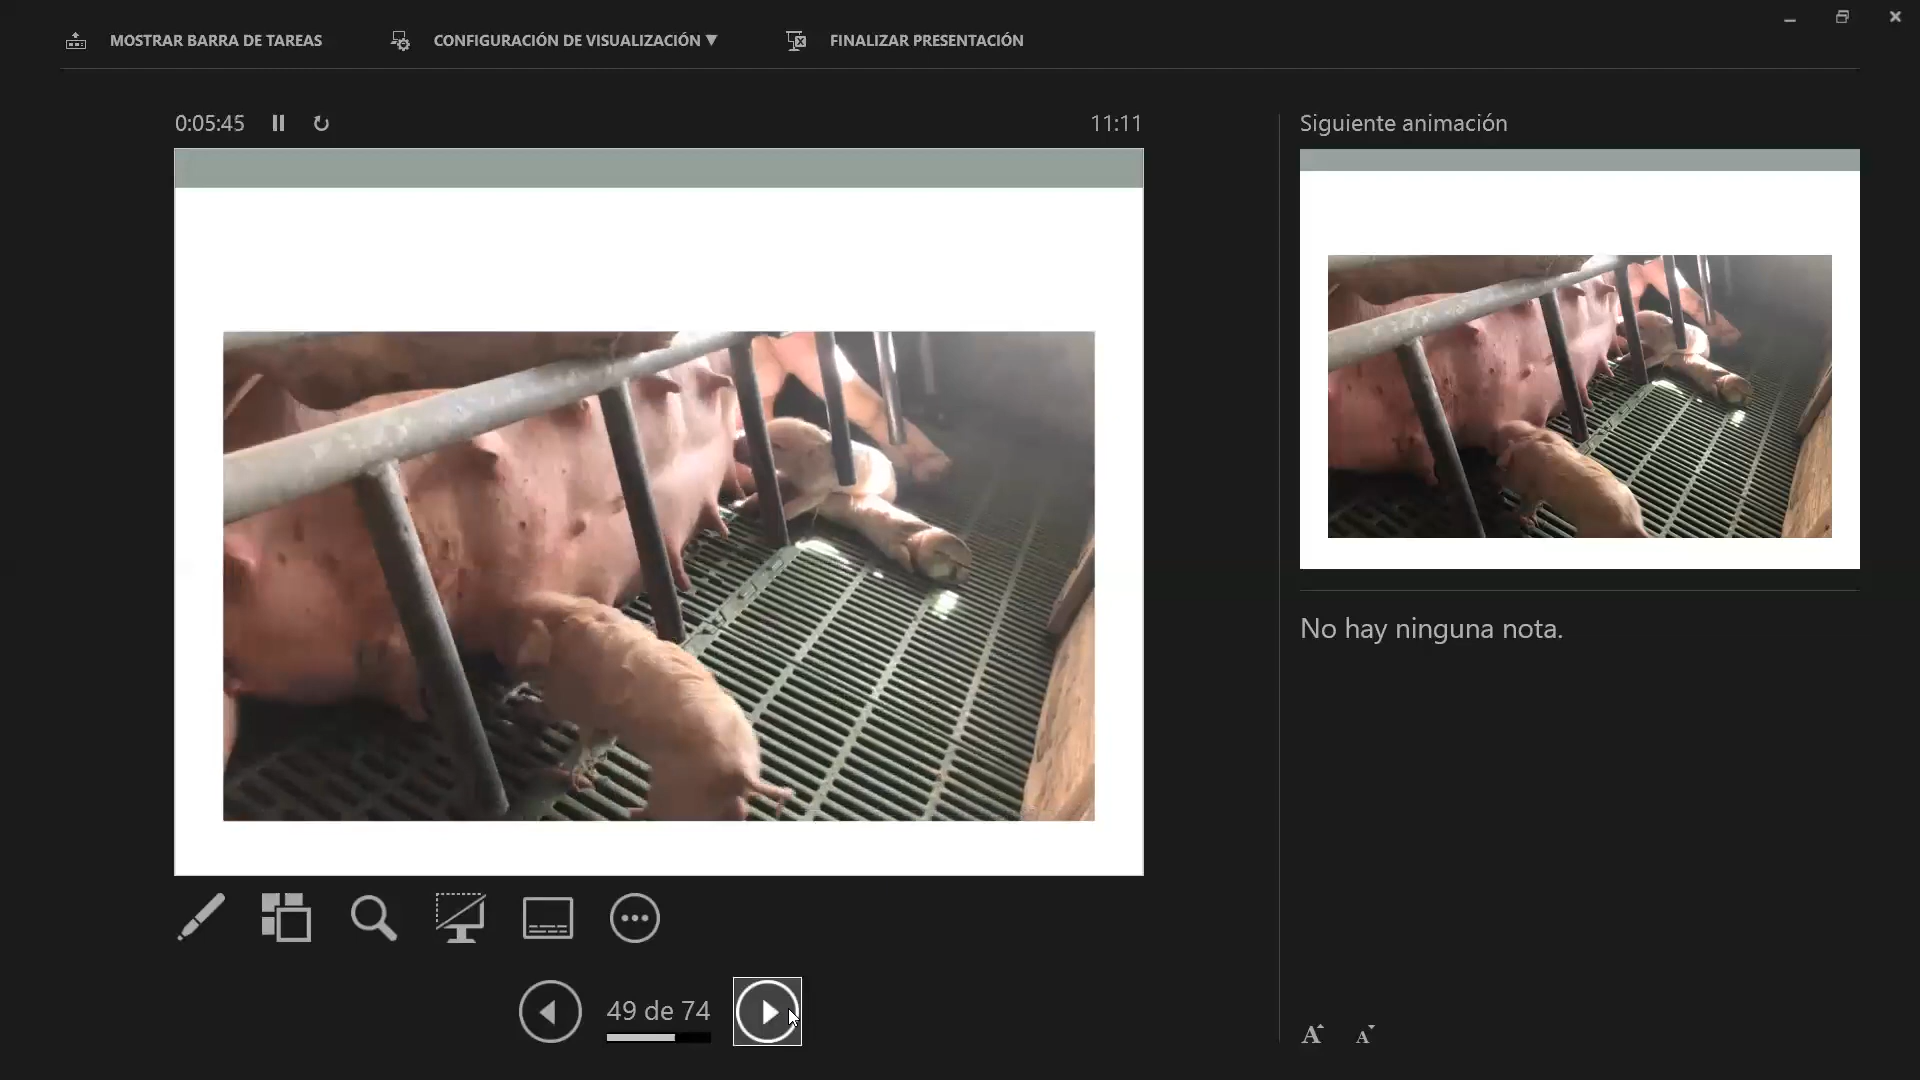 MOSTRAR BARRA DE TAREAS
CONFIGURACIÓN DE VISUALIZACIÓN ▼
FINALIZAR PRESENTACIÓN
0:05:45
11:11
Siguiente animación
No hay ninguna nota.
49 de 74
A A